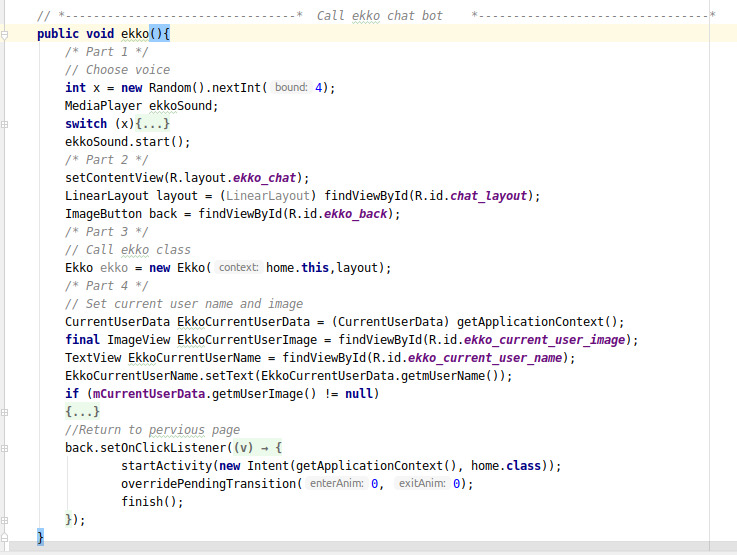 // *---------------------------------*  Call ekko chat bot    *---------------------------------*
public void ekko(){
/* Part 1 */
// Choose voice
int x = new Random().nextInt( bound: 4);
MediaPlayer ekkoSound;
switch (x){...}
ekkoSound.start();
/* Part 2 */
setContentView(R.layout.ekko_chat);
LinearLayout layout = (LinearLayout) findViewById(R.id.chat_layout);
ImageButton back = findViewById(R.id.ekko_back);
/* Part 3 */
// Call ekko class
Ekko ekko = new Ekko( context: home.this,layout);
/* Part 4 */
// Set current user name and image
CurrentUserData EkkoCurrentUserData = (CurrentUserData) getApplicationContext();
final ImageView EkkoCurrentUserImage = findViewById(R.id.ekko_current_user_image);
TextView EkkoCurrentUserName = findViewById(R.id.ekko_current_user_name);
EkkoCurrentUserName.setText(EkkoCurrentUserData.getmUserName());
if (mCurrentUserData.getmUserImage() != null)
{...}
//Return to pervious page
back.setOnClickListener((v) → {
startActivity(new Intent(getApplicationContext(), home.class));
overridePendingTransition( enterAnim: 0, exitAnim: 0);
finish();
});
}